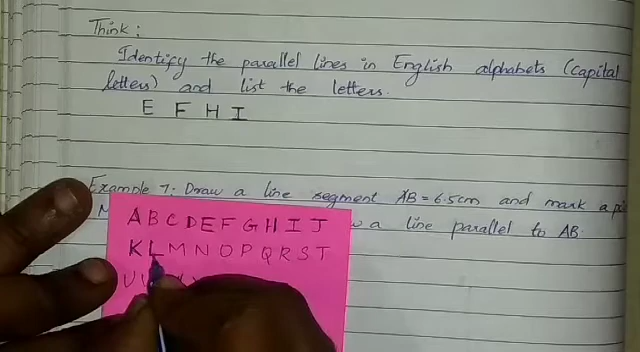 Think:
Identify the parallel lines in English alphabets (Capital
letters) and list the letters.
E F H I
Example 7: Draw a line segment AB = 6.5cm and mark a
a line parallel to AB.
A B C D E F G H I J
K L M N O P Q R S T
U V